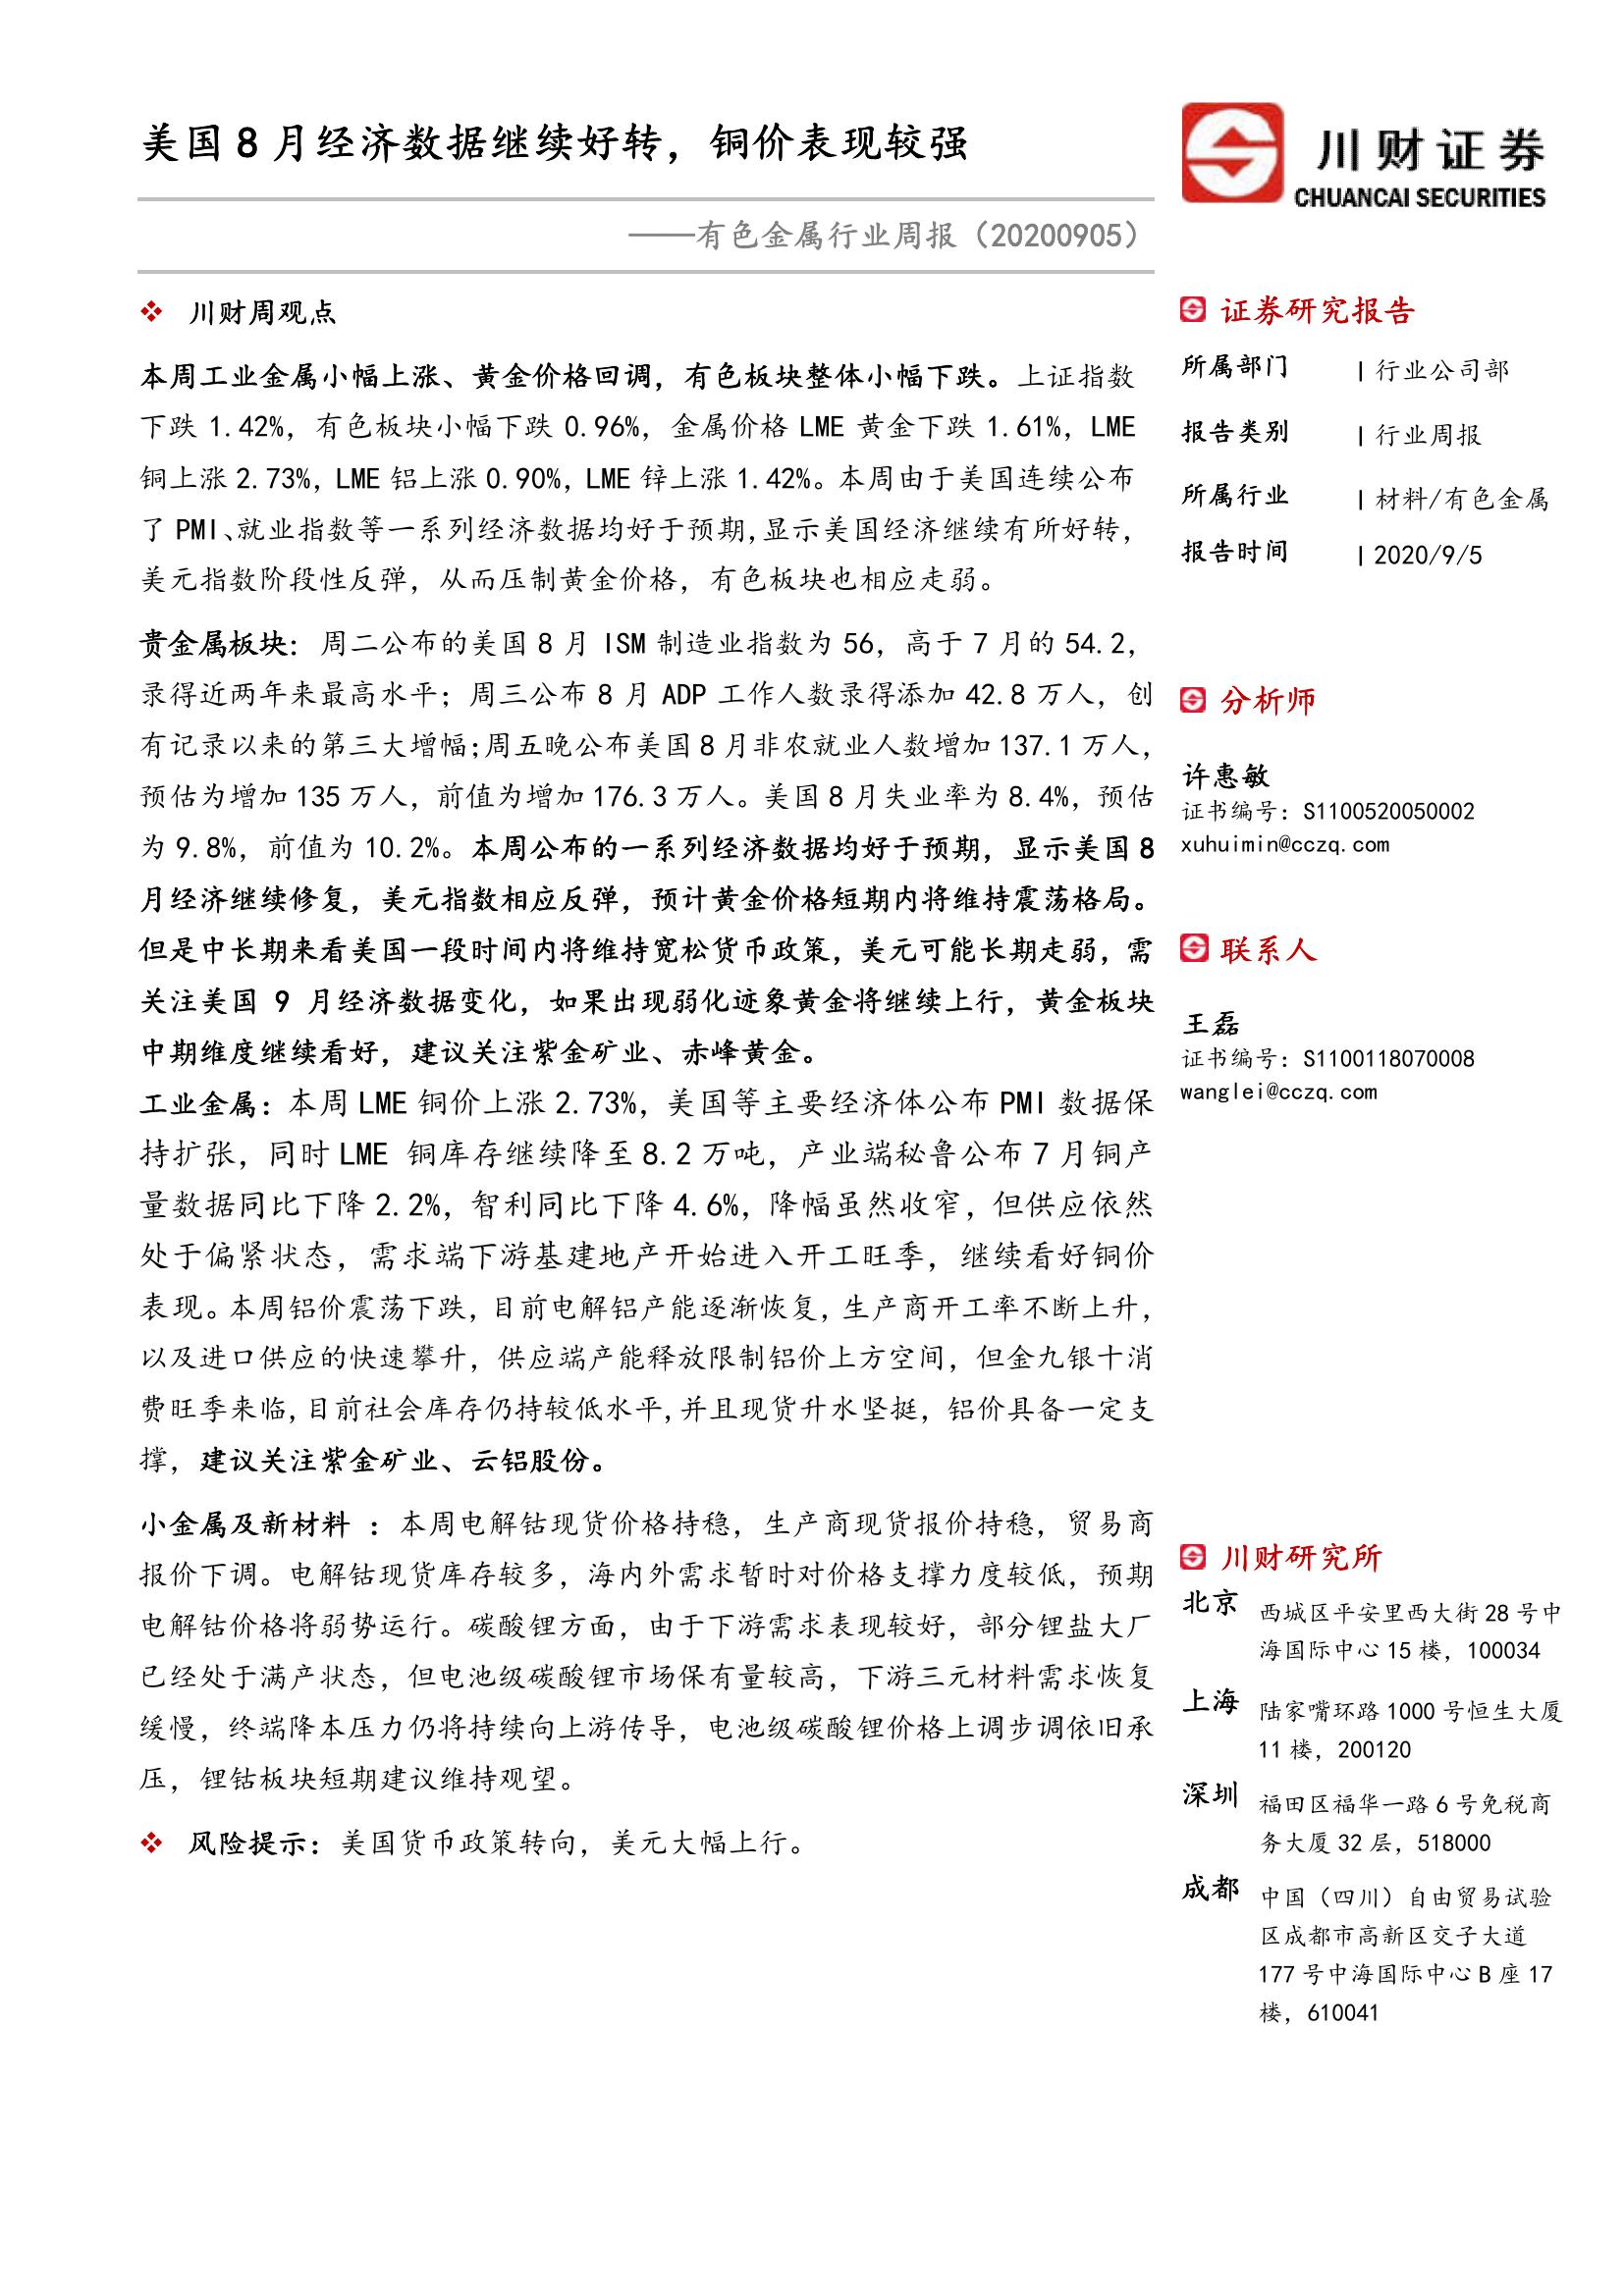 美国 8 月经济数据继续好转，铜价表现较强
——有色金属行业周报（20200905）
川财证券
CHUANCAI SECURITIES
❖ 川财周观点
本周工业金属小幅上涨、黄金价格回调，有色板块整体小幅下跌。上证指数
下跌 1.42%，有色板块小幅下跌 0.96%，金属价格 LME 黄金下跌 1.61%，LME
铜上涨 2.73%，LME 铝上涨 0.90%，LME 锌上涨 1.42%。本周由于美国连续公布
了 PMI、就业指数等一系列经济数据均好于预期，显示美国经济继续有所好转，
美元指数阶段性反弹，从而压制黄金价格，有色板块也相应走弱。
贵金属板块：周二公布的美国 8 月 ISM 制造业指数为 56，高于 7 月的 54.2，
录得近两年来最高水平；周三公布 8 月 ADP 工作人数录得添加 42.8 万人，创
有记录以来的第三大增幅；周五晚公布美国 8 月非农就业人数增加 137.1 万人，
预估为增加 135 万人，前值为增加 176.3 万人。美国 8 月失业率为 8.4%，预估
为 9.8%，前值为 10.2%。本周公布的一系列经济数据均好于预期，显示美国 8
月经济继续修复，美元指数相应反弹，预计黄金价格短期内将维持震荡格局。
但是中长期来看美国一段时间内将维持宽松货币政策，美元可能长期走弱，需
关注美国 9 月经济数据变化，如果出现弱化迹象黄金将继续上行，黄金板块
中期维度继续看好，建议关注紫金矿业、赤峰黄金。
工业金属：本周 LME 铜价上涨 2.73%，美国等主要经济体公布 PMI 数据保
持扩张，同时 LME 铜库存继续降至 8.2 万吨，产业端秘鲁公布 7 月铜产
量数据同比下降 2.2%，智利同比下降 4.6%，降幅虽然收窄，但供应依然
处于偏紧状态，需求端下游基建地产开始进入开工旺季，继续看好铜价
表现。本周铝价震荡下跌，目前电解铝产能逐渐恢复，生产商开工率不断上升，
以及进口供应的快速攀升，供应端产能释放限制铝价上方空间，但金九银十消
费旺季来临，目前社会库存仍持较低水平，并且现货升水坚挺，铝价具备一定支
撑，建议关注紫金矿业、云铝股份。
小金属及新材料 ：本周电解钴现货价格持稳，生产商现货报价持稳，贸易商
报价下调。电解钴现货库存较多，海内外需求暂时对价格支撑力度较低，预期
电解钴价格将弱势运行。碳酸锂方面，由于下游需求表现较好，部分锂盐大厂
已经处于满产状态，但电池级碳酸锂市场保有量较高，下游三元材料需求恢复
缓慢，终端降本压力仍将持续向上游传导，电池级碳酸锂价格上调步调依旧承
压，锂钴板块短期建议维持观望。
❖ 风险提示：美国货币政策转向，美元大幅上行。
证券研究报告
所属部门 | 行业公司部
报告类别 | 行业周报
所属行业 | 材料/有色金属
报告时间 | 2020/9/5
分析师
许惠敏
证书编号：S1100520050002
xuhuimin@cczq.com
联系人
王磊
证书编号：S1100118070008
wanglei@cczq.com
川财研究所
北京 西城区平安里西大街 28 号中
海国际中心 15 楼，100034
上海 陆家嘴环路 1000 号恒生大厦
11 楼，200120
深圳 福田区福华一路 6 号免税商
务大厦 32 层，518000
成都 中国（四川）自由贸易试验
区成都市高新区交子大道
177 号中海国际中心 B 座 17
楼，610041